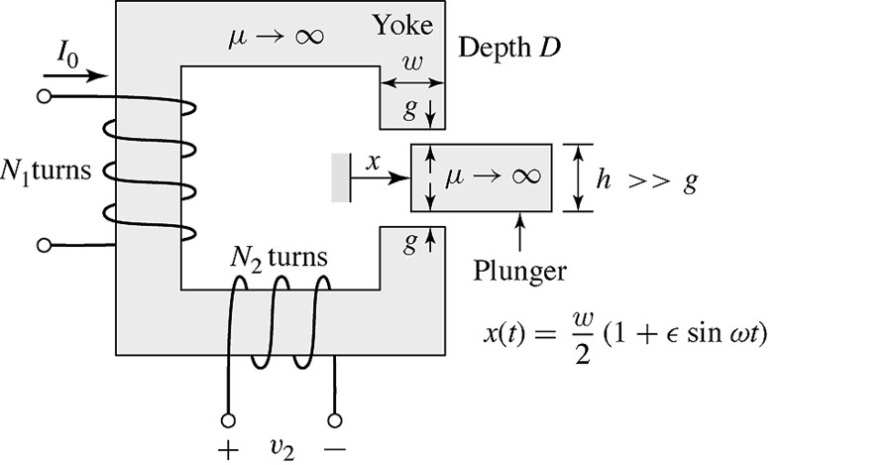 Yoke
μ → ∞
Depth D
I₀
w
g
x
μ → ∞
h >> g
N₁turns
g
N₂ turns
Plunger
x(t) = w/2 (1 + ϵ sin ωt)
+ v₂ −